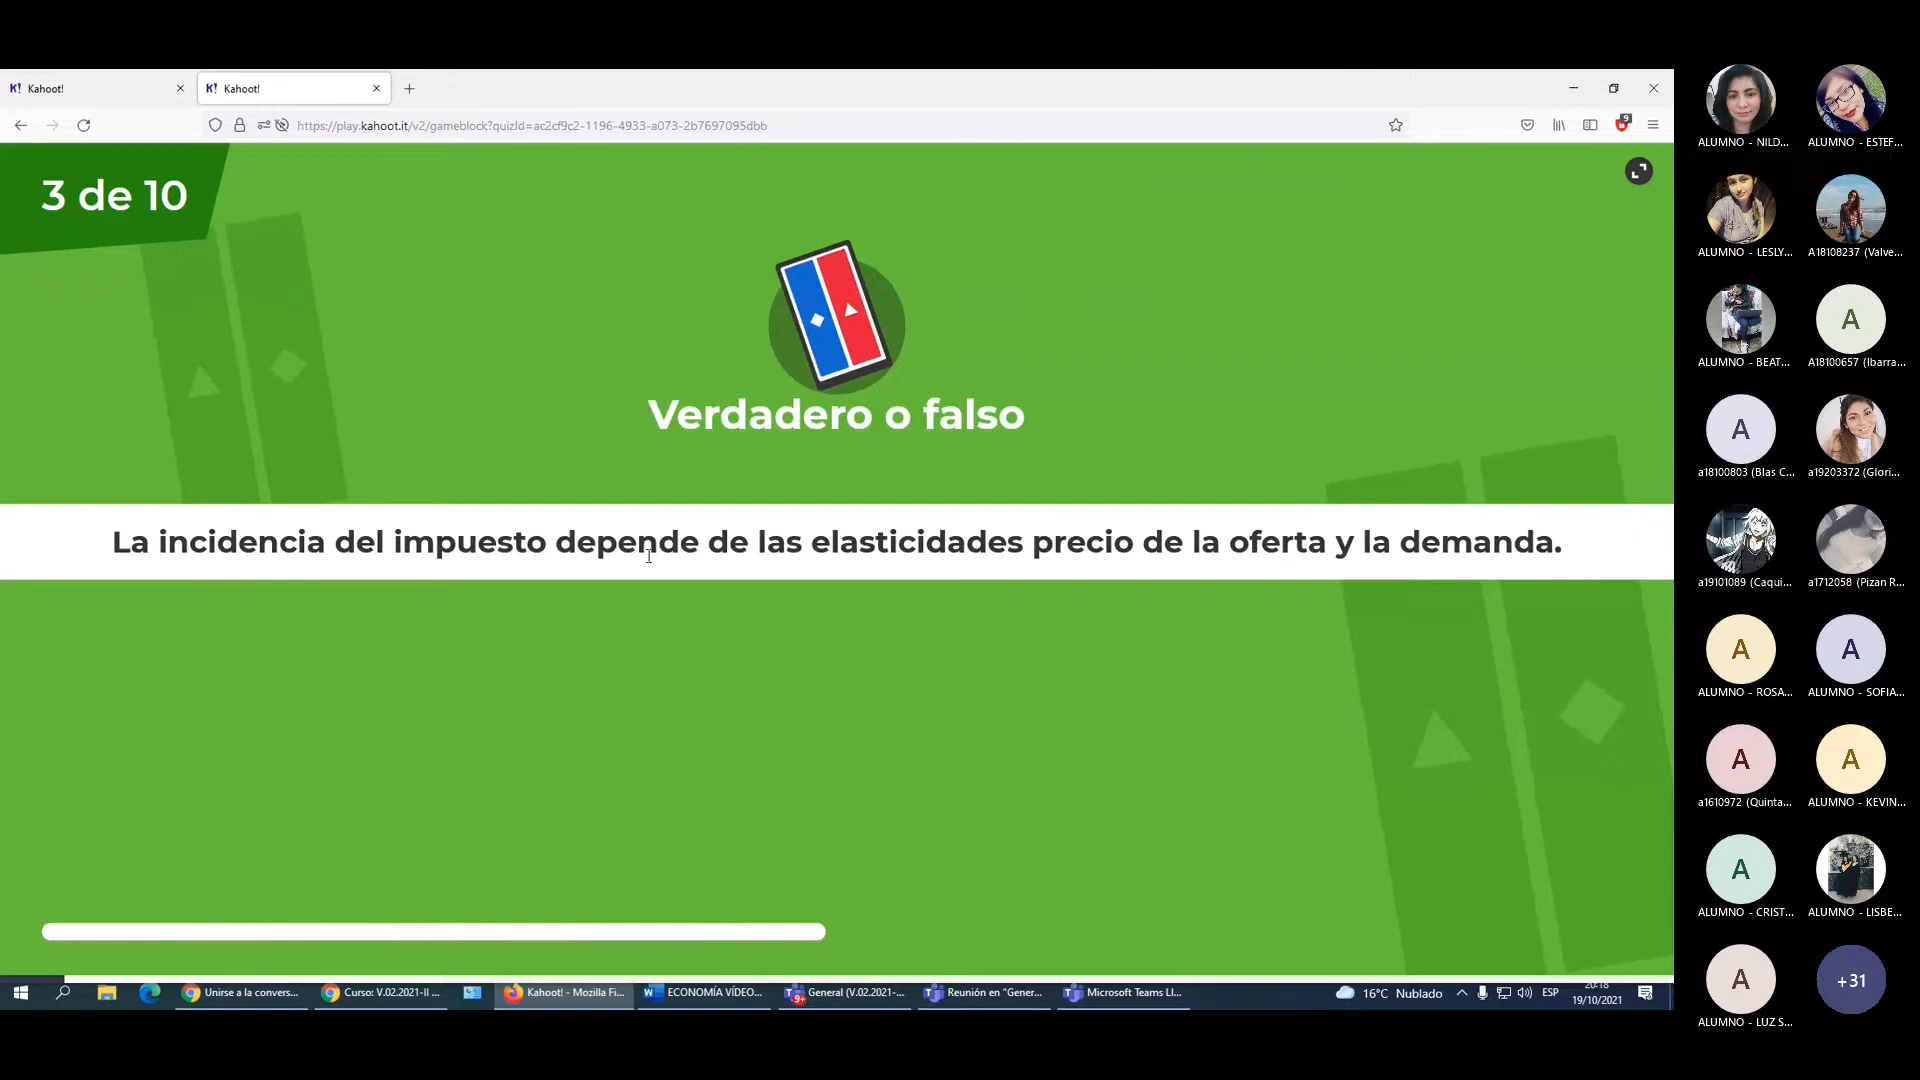 Kahoot!
Kahoot!
https://play.kahoot.it/v2/gameblock?quizId=ac2cf9c2-1196-4933-a073-2b7697095dbb
9
3 de 10
Verdadero o falso
La incidencia del impuesto depende de las elasticidades precio de la oferta y la demanda.
Unirse a la convers...
Curso: V.02.2021-II ...
Kahoot! - Mozilla Fi...
ECONOMÍA VÍDEO...
9+
General (V.02.2021-...
Reunión en "Gener...
Microsoft Teams LI...
16°C Nublado
ESP
20:18
19/10/2021
ALUMNO - NILD...
ALUMNO - ESTEF...
ALUMNO - LESLY...
A18108237 (Valve...
ALUMNO - BEAT...
A
A18100657 (Ibarra...
A
a18100803 (Blas C...
a19203372 (Glori...
a19101089 (Caqui...
a1712058 (Pizan R...
A
ALUMNO - ROSA...
A
ALUMNO - SOFIA...
A
a1610972 (Quinta...
A
ALUMNO - KEVIN...
A
ALUMNO - CRIST...
ALUMNO - LISBE...
A
ALUMNO - LUZ S...
+31